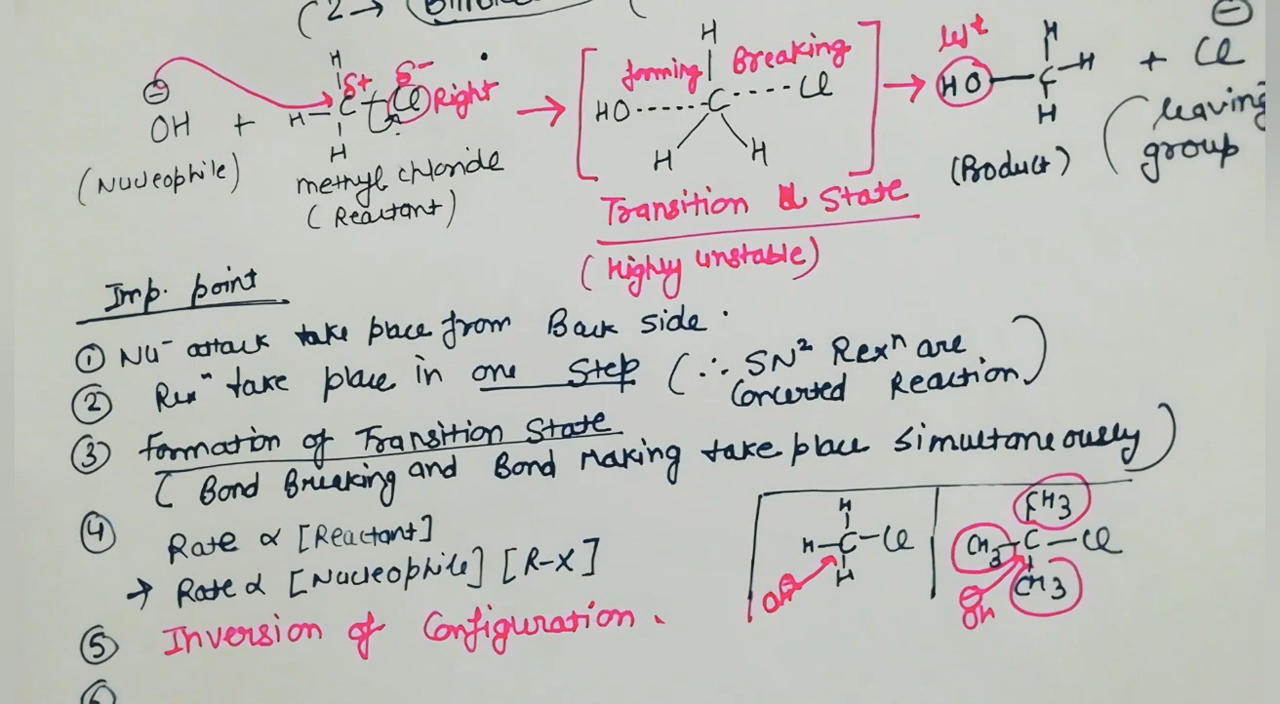 (2 →
H δ+ δ- H forming Breaking left H ⊖
⊖ OH + H-C-Cl Right → [HO------C-----Cl] → HO-C-H + Cl
H H H H
(Nucleophile) methyl chloride (Product) (leaving group
(Reactant) Transition State
(Highly unstable)
Imp. point
① Nu⁻ attack take place from Back side.
② Rexⁿ take place in one Step (∴ SN² Rexⁿ are Concerted Reaction)
③ Formation of Transition State
( Bond Breaking and Bond Making take place simultoneously)
④ Rate ∝ [Reactant]
→ Rate ∝ [Nucleophile] [R-X]
H
H-C-Cl
H
OH⊖
CH3
CH3-C-Cl
CH3
⊖OH
⑤ Inversion of Configuration.